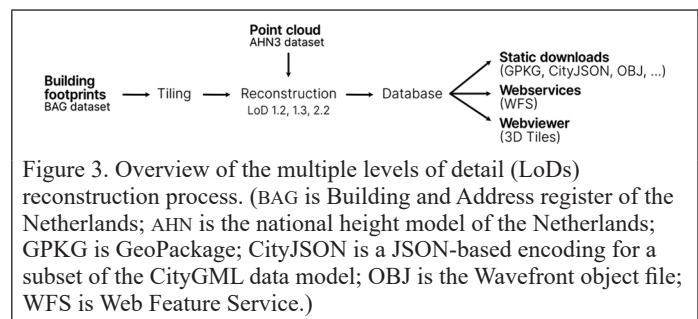 Point cloud
AHN3 dataset
Static downloads
(GPKG, CityJSON, OBJ, ...)
Building
footprints
BAG dataset
Tiling
Reconstruction
LoD 1.2, 1.3, 2.2
Database
Webservices
(WFS)
Webviewer
(3D Tiles)
Figure 3. Overview of the multiple levels of detail (LoDs)
reconstruction process. (BAG is Building and Address register of the
Netherlands; AHN is the national height model of the Netherlands;
GPKG is GeoPackage; CityJSON is a JSON-based encoding for a
subset of the CityGML data model; OBJ is the Wavefront object file;
WFS is Web Feature Service.)